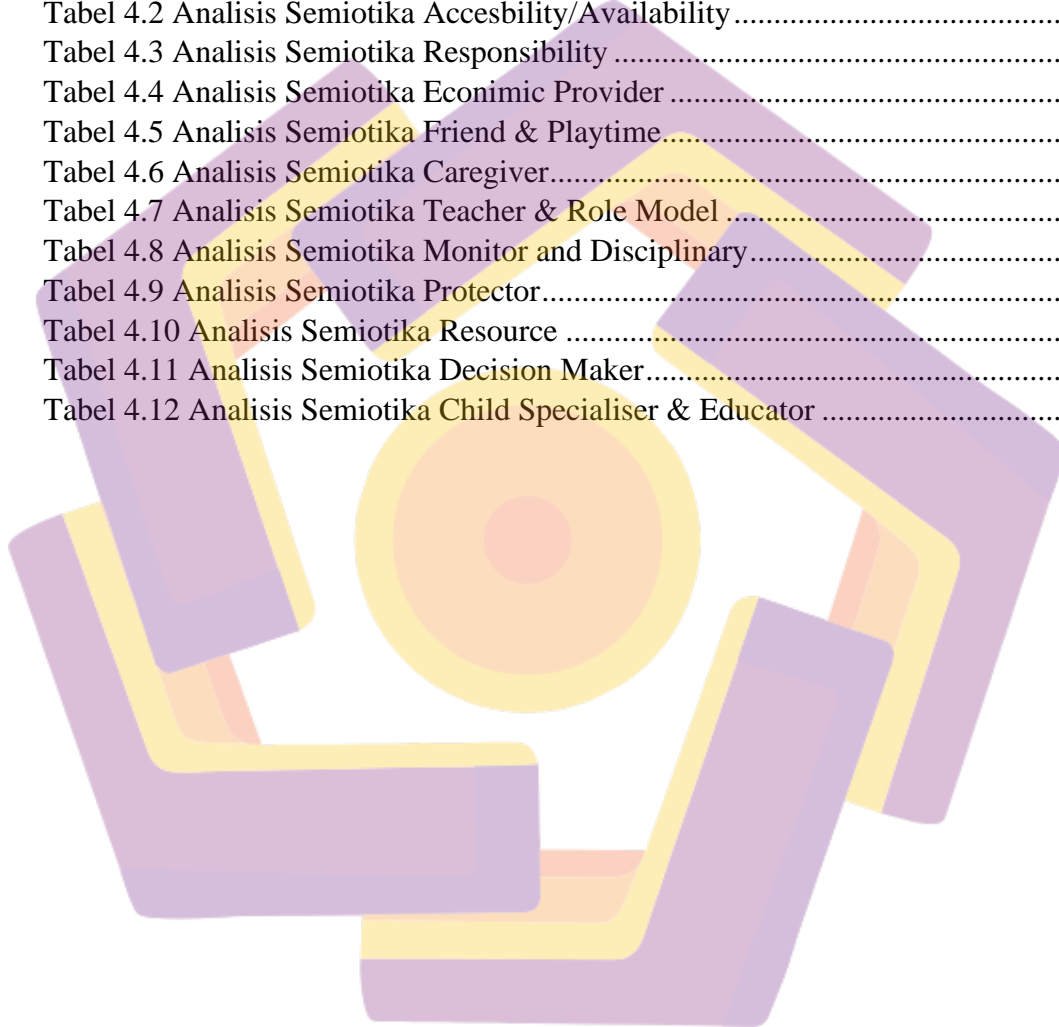 Tabel 4.2 Analisis Semiotika Accesbility/Availability....................................................
Tabel 4.3 Analisis Semiotika Responsibility....................................................................
Tabel 4.4 Analisis Semiotika Econimic Provider............................................................
Tabel 4.5 Analisis Semiotika Friend & Playtime............................................................
Tabel 4.6 Analisis Semiotika Caregiver..........................................................................
Tabel 4.7 Analisis Semiotika Teacher & Role Model.....................................................
Tabel 4.8 Analisis Semiotika Monitor and Disciplinary.................................................
Tabel 4.9 Analisis Semiotika Protector...........................................................................
Tabel 4.10 Analisis Semiotika Resource........................................................................
Tabel 4.11 Analisis Semiotika Decision Maker..............................................................
Tabel 4.12 Analisis Semiotika Child Specialiser & Educator........................................